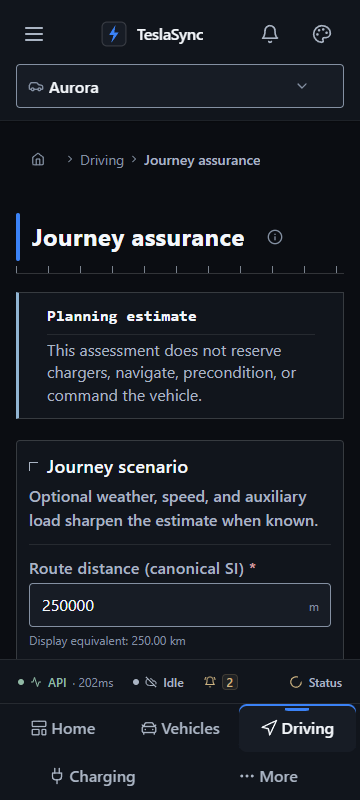 TeslaSync
Aurora
Driving
Journey assurance
Journey assurance
Planning estimate
This assessment does not reserve
chargers, navigate, precondition, or
command the vehicle.
Journey scenario
Optional weather, speed, and auxiliary
load sharpen the estimate when known.
Route distance (canonical SI) *
250000 m
Display equivalent: 250.00 km
API · 202ms Idle 2 Status
Home Vehicles Driving
Charging More